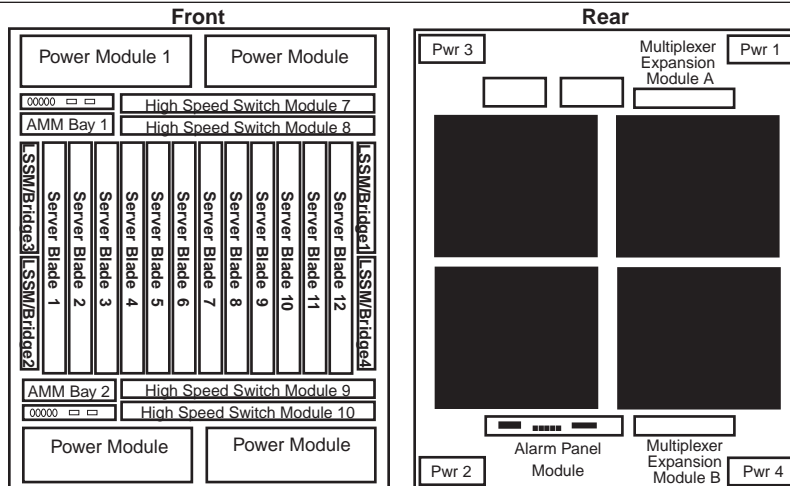 Front
Power Module 1
Power Module
00000
High Speed Switch Module 7
AMM Bay 1
High Speed Switch Module 8
LSSM/Bridge3
LSSM/Bridge2
Server Blade 1
Server Blade 2
Server Blade 3
Server Blade 4
Server Blade 5
Server Blade 6
Server Blade 7
Server Blade 8
Server Blade 9
Server Blade 10
Server Blade 11
Server Blade 12
LSSM/Bridge1
LSSM/Bridge4
AMM Bay 2
High Speed Switch Module 9
00000
High Speed Switch Module 10
Power Module
Power Module
Rear
Pwr 3
Multiplexer
Expansion
Module A
Pwr 1
Pwr 2
Alarm Panel
Module
Multiplexer
Expansion
Module B
Pwr 4